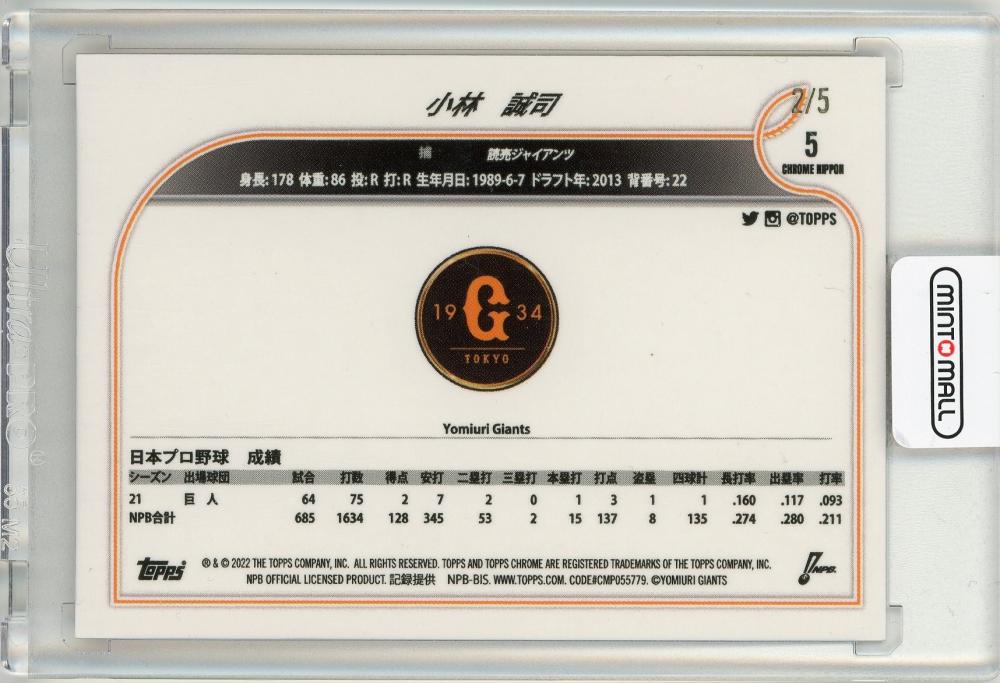 小林 誠司
2/5
5
CHROME NIPPON
捕 読売ジャイアンツ
身長: 178 体重: 86 投: R 打: R 生年月日: 1989-6-7 ドラフト年: 2013 背番号: 22
@TOPPS
19 G 34
TOKYO
Yomiuri Giants
日本プロ野球 成績
シーズン 出場球団 試合 打数 得点 安打 二塁打 三塁打 本塁打 打点 盗塁 四球計 長打率 出塁率 打率
21 巨人 64 75 2 7 2 0 1 3 1 1 .160 .117 .093
NPB合計 685 1634 128 345 53 2 15 137 8 135 .274 .280 .211
Topps
® & © 2022 THE TOPPS COMPANY, INC. ALL RIGHTS RESERVED. TOPPS AND TOPPS CHROME ARE REGISTERED TRADEMARKS OF THE TOPPS COMPANY, INC.
NPB OFFICIAL LICENSED PRODUCT. 記録提供 NPB-BIS. WWW.TOPPS.COM. CODE#CMP055779. ©YOMIURI GIANTS
NPB
MINT MALL
Ultra PRO